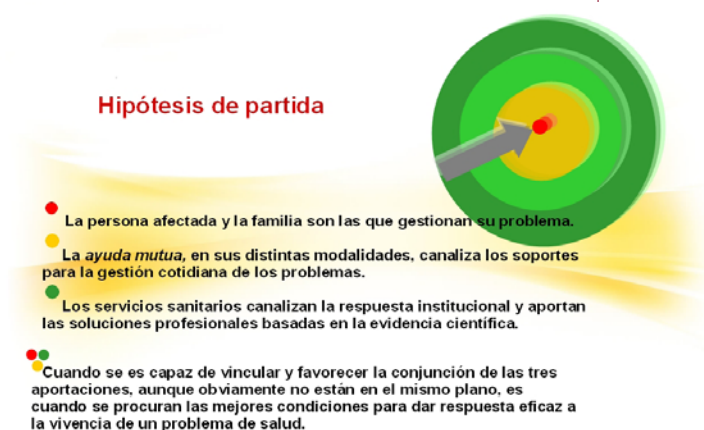 Hipótesis de partida
La persona afectada y la familia son las que gestionan su problema.
La ayuda mutua, en sus distintas modalidades, canaliza los soportes
para la gestión cotidiana de los problemas.
Los servicios sanitarios canalizan la respuesta institucional y aportan
las soluciones profesionales basadas en la evidencia científica.
Cuando se es capaz de vincular y favorecer la conjunción de las tres
aportaciones, aunque obviamente no están en el mismo plano, es
cuando se procuran las mejores condiciones para dar respuesta eficaz a
la vivencia de un problema de salud.